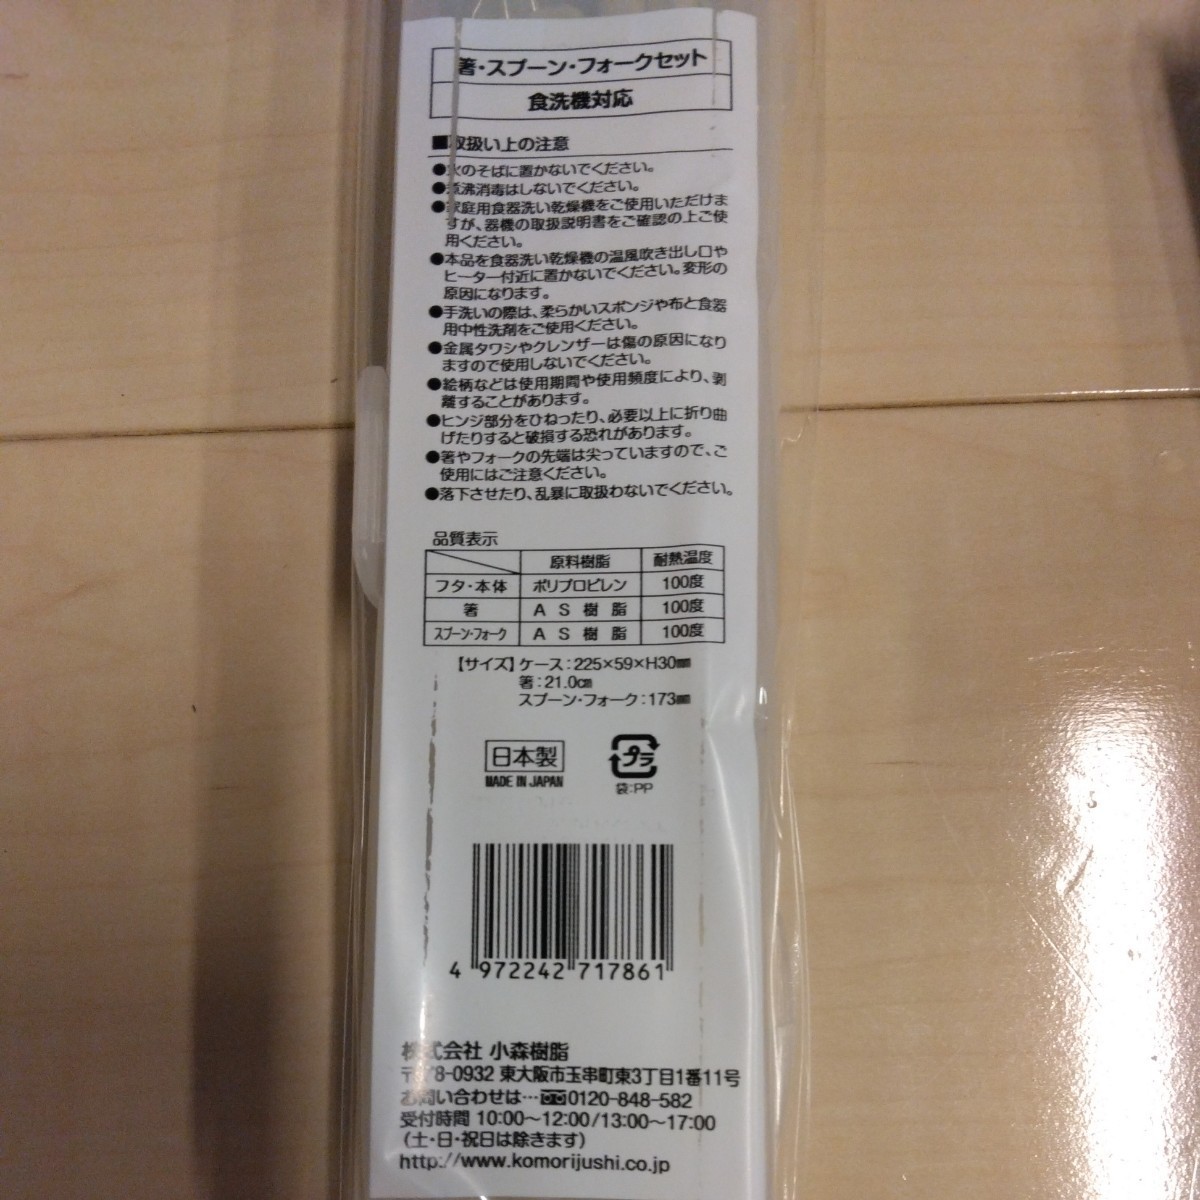 箸・スプーン・フォークセット
食洗機対応
■取扱い上の注意
●火のそばに置かないでください。
●煮沸消毒はしないでください。
●家庭用食器洗い乾燥機をご使用いただけま
すが、器機の取扱説明書をご確認の上ご使
用ください。
●本品を食器洗い乾燥機の温風吹き出し口や
ヒーター付近に置かないでください。変形の
原因になります。
●手洗いの際は、柔らかいスポンジや布と食器
用中性洗剤をご使用ください。
●金属タワシやクレンザーは傷の原因になり
ますので使用しないでください。
●絵柄などは使用期間や使用頻度により、剥
離することがあります。
●ヒンジ部分をひねったり、必要以上に折り曲
げたりすると破損する恐れがあります。
●箸やフォークの先端は尖っていますので、ご
使用にはご注意ください。
●落下させたり、乱暴に取扱わないでください。
品質表示
原料樹脂 耐熱温度
フタ・本体 ポリプロピレン 100度
箸 AS樹脂 100度
スプーン・フォーク AS樹脂 100度
【サイズ】ケース：225×59×H30㎜
箸：21.0㎝
スプーン・フォーク：173㎜
日本製
MADE IN JAPAN
プラ
袋：PP
4 972242 717861
株式会社 小森樹脂
〒578-0932 東大阪市玉串町東3丁目1番11号
お問い合わせは…0120-848-582
受付時間 10:00〜12:00/13:00〜17:00
（土・日・祝日は除きます）
http://www.komorijushi.co.jp